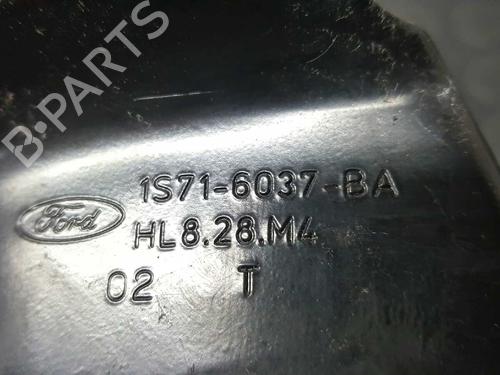 B-PARTS
1S71-6037-BA
Ford
HL8.28.M4
02 T